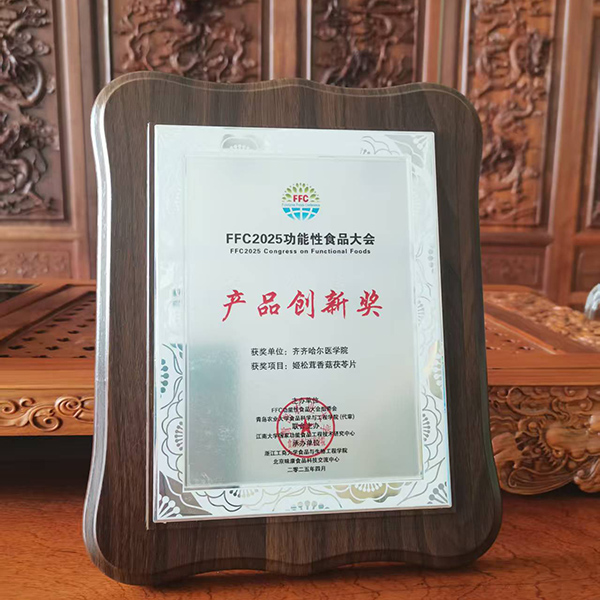 FFC
FFC2025功能性食品大会
FFC2025 Congress on Functional Foods
产品创新奖
获奖单位：齐齐哈尔医学院
获奖项目：姬松茸香菇茯苓片
主办单位
FFC功能性食品大会组委会
青岛农业大学食品科学与工程学院(代章)
联合主办
江南大学国家功能食品工程技术研究中心
承办单位
浙江工商大学食品与生物工程学院
北京味康食品科技交流中心
二〇二五年四月